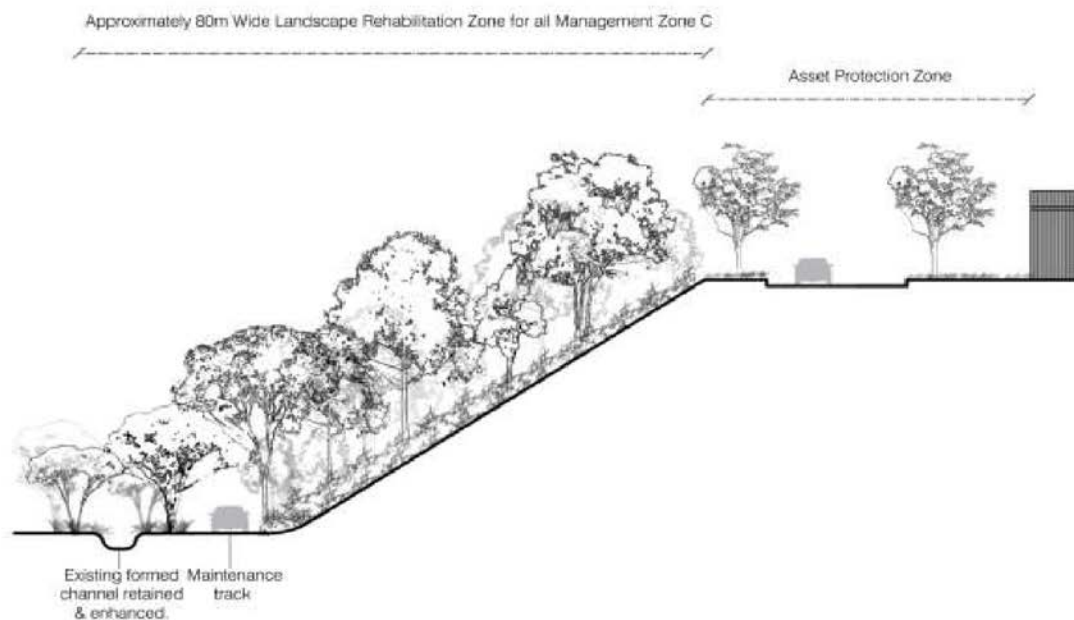 Approximately 80m Wide Landscape Rehabilitation Zone for all Management Zone C
Asset Protection Zone
Existing formed
channel retained
& enhanced.
Maintenance
track